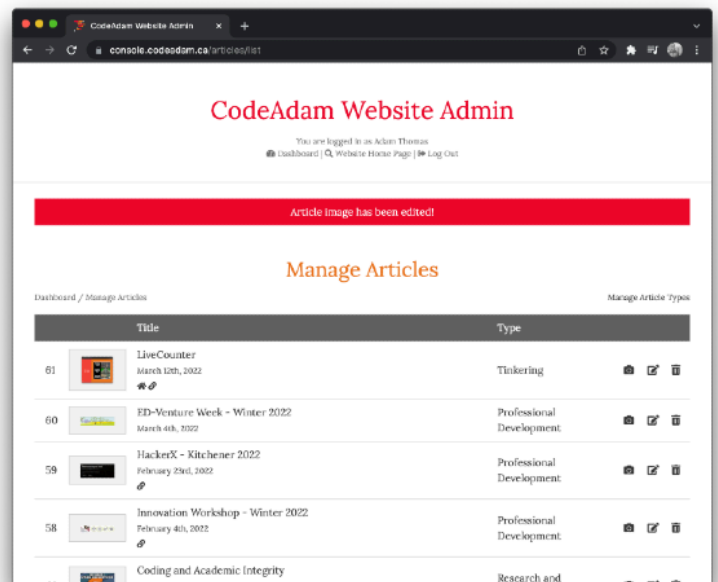 CodeAdam Website Admin
console.codeadam.ca/articles/list
CodeAdam Website Admin
You are logged in as Adam Thomas
Dashboard | Website Home Page | Log Out
Article image has been edited!
Manage Articles
Dashboard / Manage Articles
Manage Article Types
Title Type
61 LiveCounter
March 12th, 2022
Tinkering
60 ED-Venture Week - Winter 2022
March 4th, 2022
Professional
Development
59 HackerX - Kitchener 2022
February 23rd, 2022
Professional
Development
58 Innovation Workshop - Winter 2022
February 4th, 2022
Professional
Development
Coding and Academic Integrity
Research and